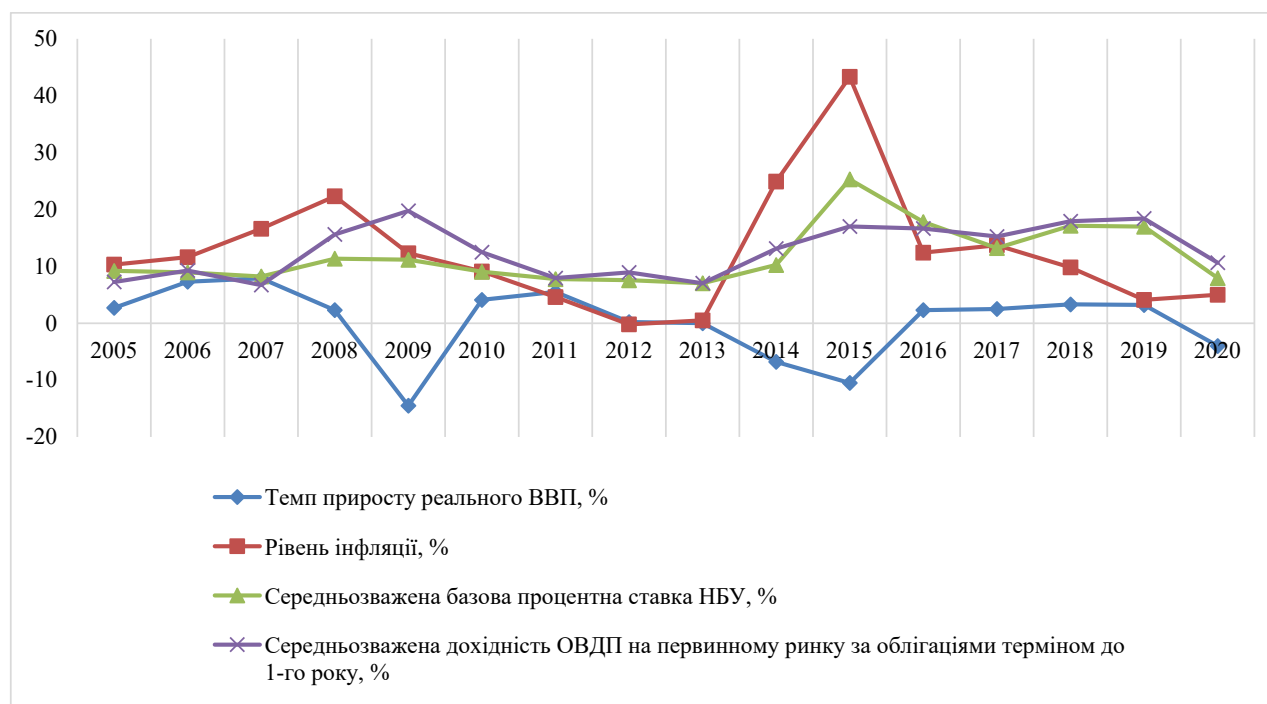 50
40
30
20
10
0
-10
-20
2005 2006 2007 2008 2009 2010 2011 2012 2013 2014 2015 2016 2017 2018 2019 2020
Темп приросту реального ВВП, %
Рівень інфляції, %
Середньозважена базова процентна ставка НБУ, %
Середньозважена дохідність ОВДП на первинному ринку за облігаціями терміном до
1-го року, %